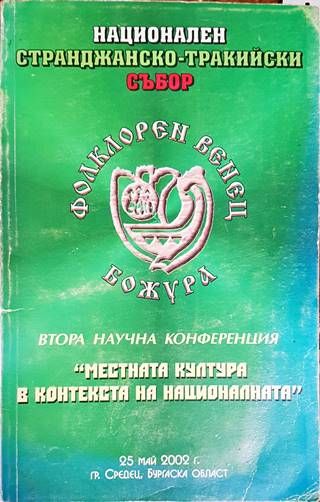 НАЦИОНАЛЕН
СТРАНДЖАНСКО-ТРАКИЙСКИ
СЪБОР
ФОЛКЛОРЕН ВЕНЕЦ
БОЖУРА
ВТОРА НАУЧНА КОНФЕРЕНЦИЯ
"МЕСТНАТА КУЛТУРА
В КОНТЕКСТА НА НАЦИОНАЛНАТА"
25 МАЙ 2002 г.
гр. Средец, Бургаска област